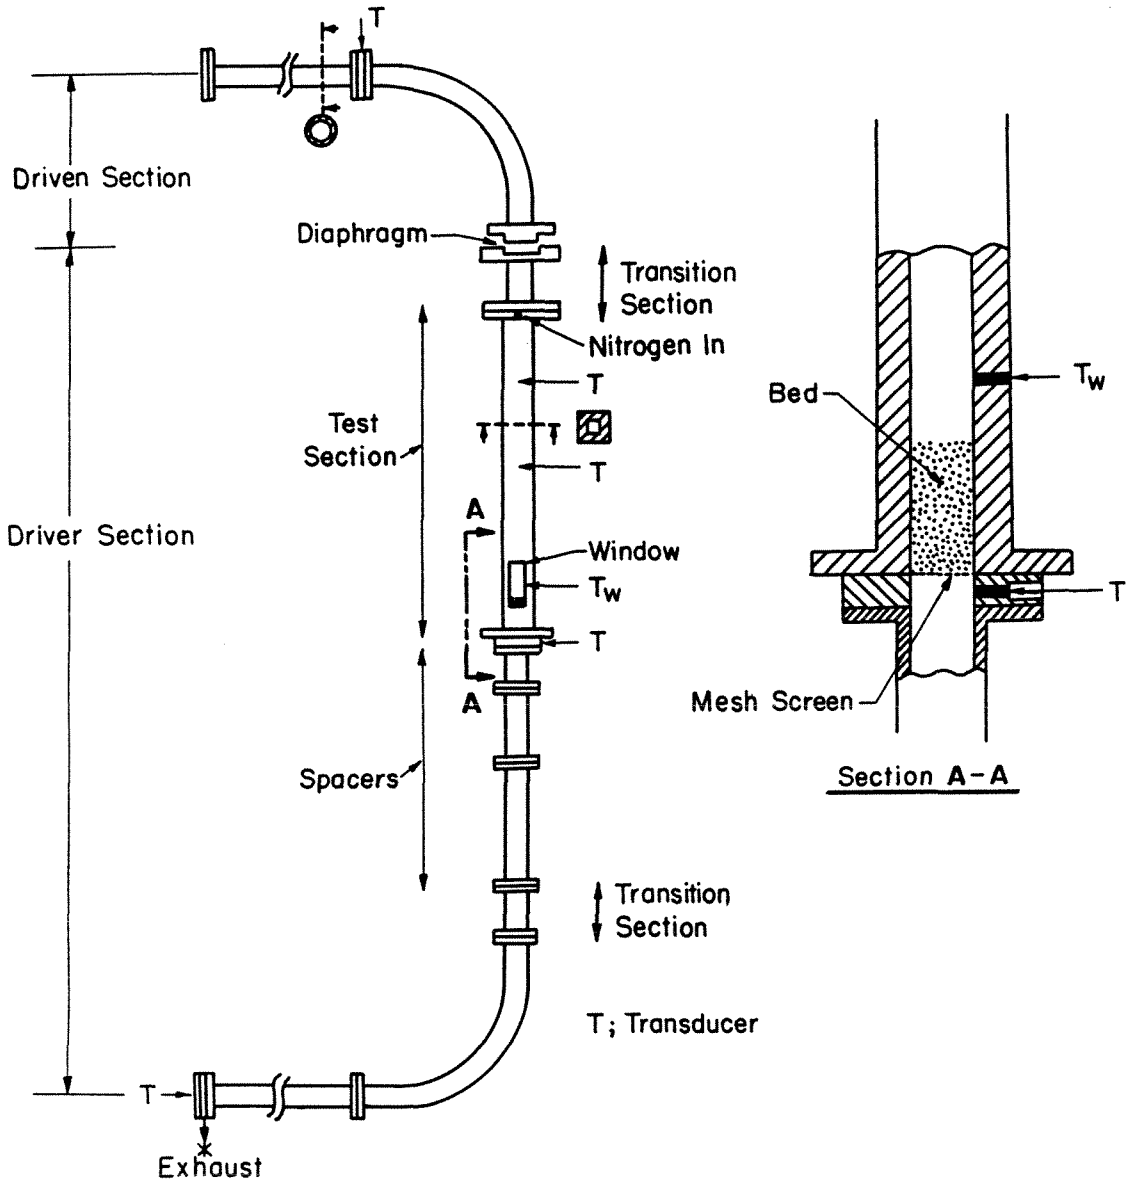 T
Driven Section
Diaphragm
Transition
Section
Nitrogen In
T
Test
Section
T
A
Driver Section
Window
Tw
T
A
Spacers
Transition
Section
T; Transducer
T
Exhaust
Bed
Tw
T
Mesh Screen
Section A-A